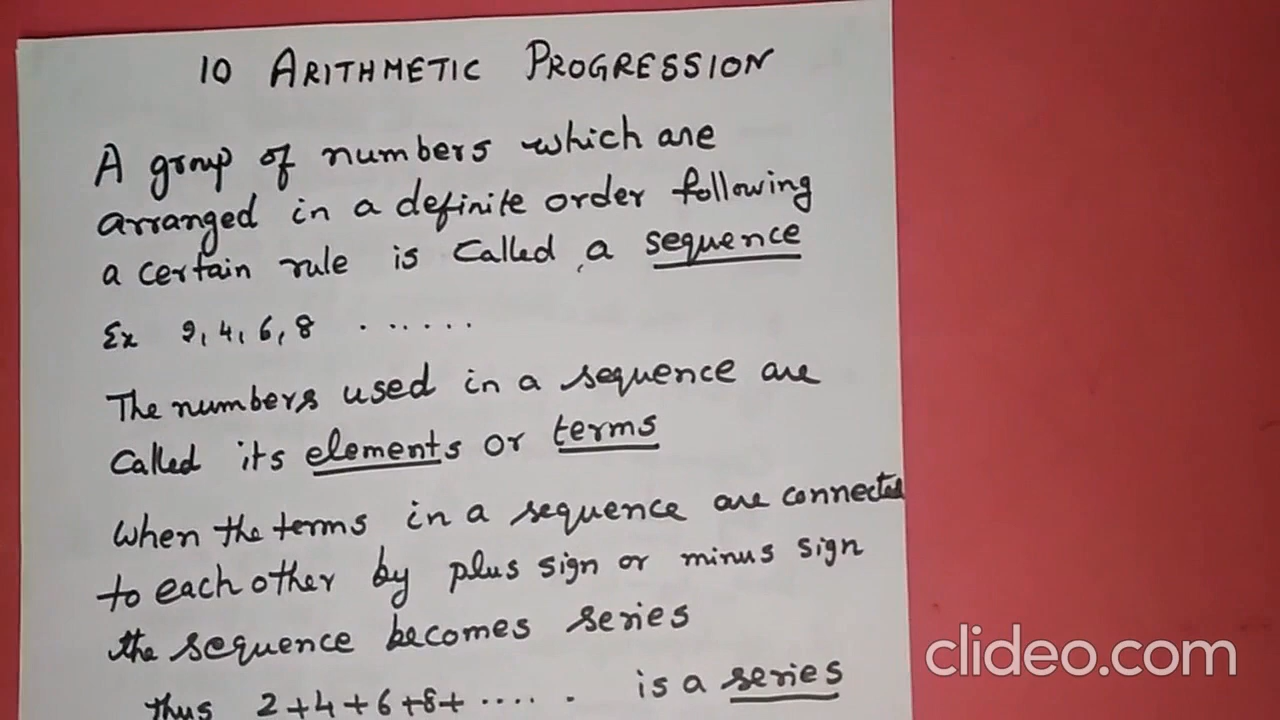 10 ARITHMETIC PROGRESSION
A group of numbers which are
arranged in a definite order following
a certain rule is called a sequence
Ex 2, 4, 6, 8 .......
The numbers used in a sequence are
called its elements or terms
When the terms in a sequence are connected
to each other by plus sign or minus sign
the sequence becomes series
Thus 2+4+6+8+ ..... . is a series
clideo.com